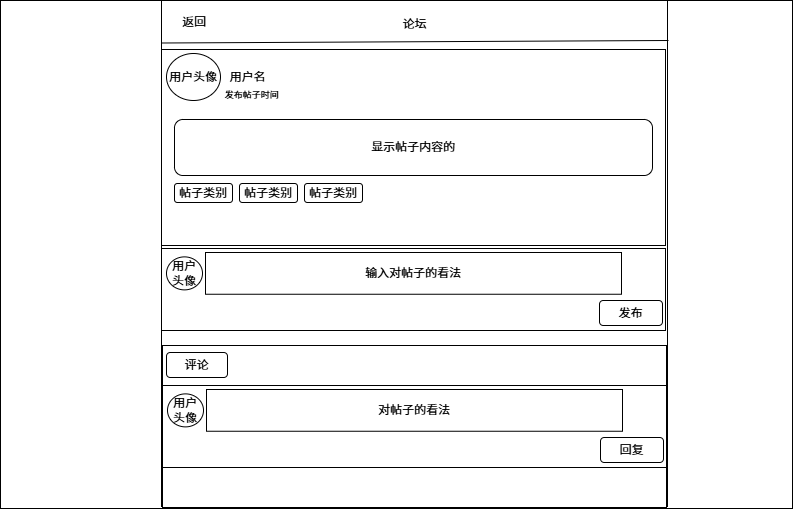 返回
论坛
用户头像
用户名
发布帖子时间
显示帖子内容的
帖子类别
帖子类别
帖子类别
用户
头像
输入对帖子的看法
发布
评论
用户
头像
对帖子的看法
回复